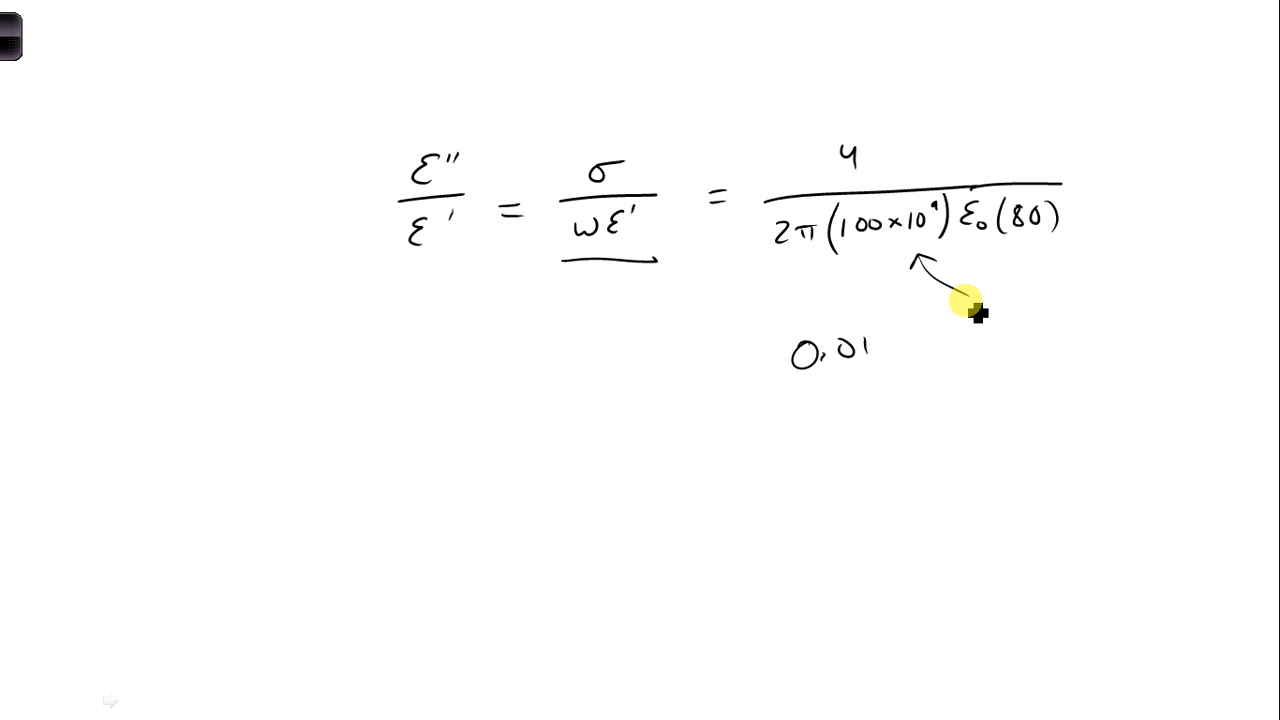 ε''/ε' = σ/ωε' = 4/2π(100×10⁹)ε₀(80)
0.01